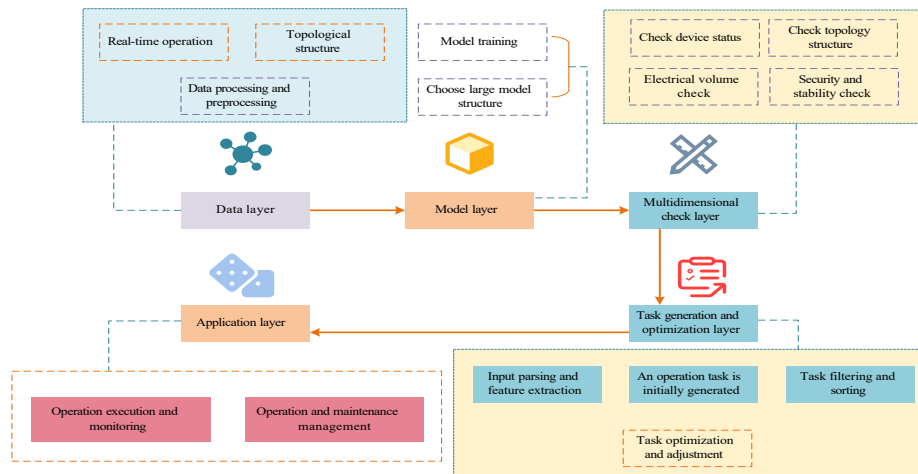 Real-time operation
Topological
structure
Data processing and
preprocessing
Model training
Choose large model
structure
Check device status
Check topology
structure
Electrical volume
check
Security and
stability check
Data layer
Model layer
Multidimensional
check layer
Application layer
Task generation and
optimization layer
Input parsing and
feature extraction
An operation task is
initially generated
Task filtering and
sorting
Task optimization
and adjustment
Operation execution and
monitoring
Operation and maintenance
management